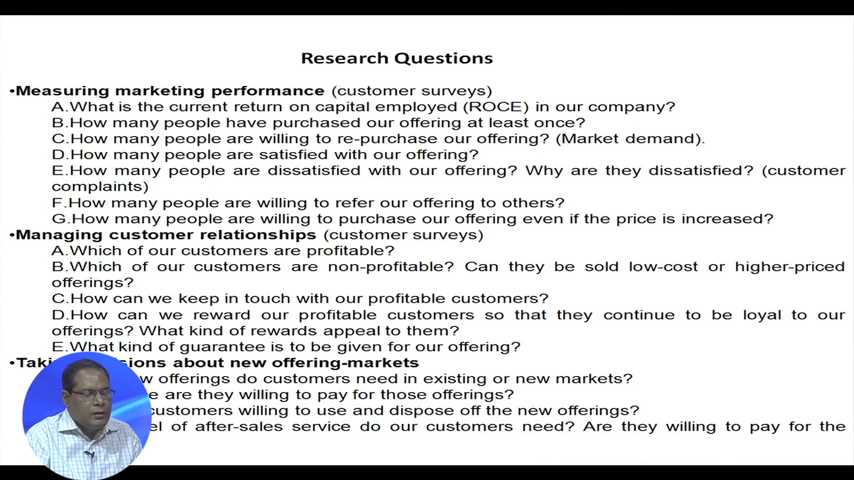 Research Questions
•Measuring marketing performance (customer surveys)
A.What is the current return on capital employed (ROCE) in our company?
B.How many people have purchased our offering at least once?
C.How many people are willing to re-purchase our offering? (Market demand).
D.How many people are satisfied with our offering?
E.How many people are dissatisfied with our offering? Why are they dissatisfied? (customer
complaints)
F.How many people are willing to refer our offering to others?
G.How many people are willing to purchase our offering even if the price is increased?
•Managing customer relationships (customer surveys)
A.Which of our customers are profitable?
B.Which of our customers are non-profitable? Can they be sold low-cost or higher-priced
offerings?
C.How can we keep in touch with our profitable customers?
D.How can we reward our profitable customers so that they continue to be loyal to our
offerings? What kind of rewards appeal to them?
E.What kind of guarantee is to be given for our offering?
about new offering-markets
offerings do customers need in existing or new markets?
are they willing to pay for those offerings?
customers willing to use and dispose off the new offerings?
of after-sales service do our customers need? Are they willing to pay for the